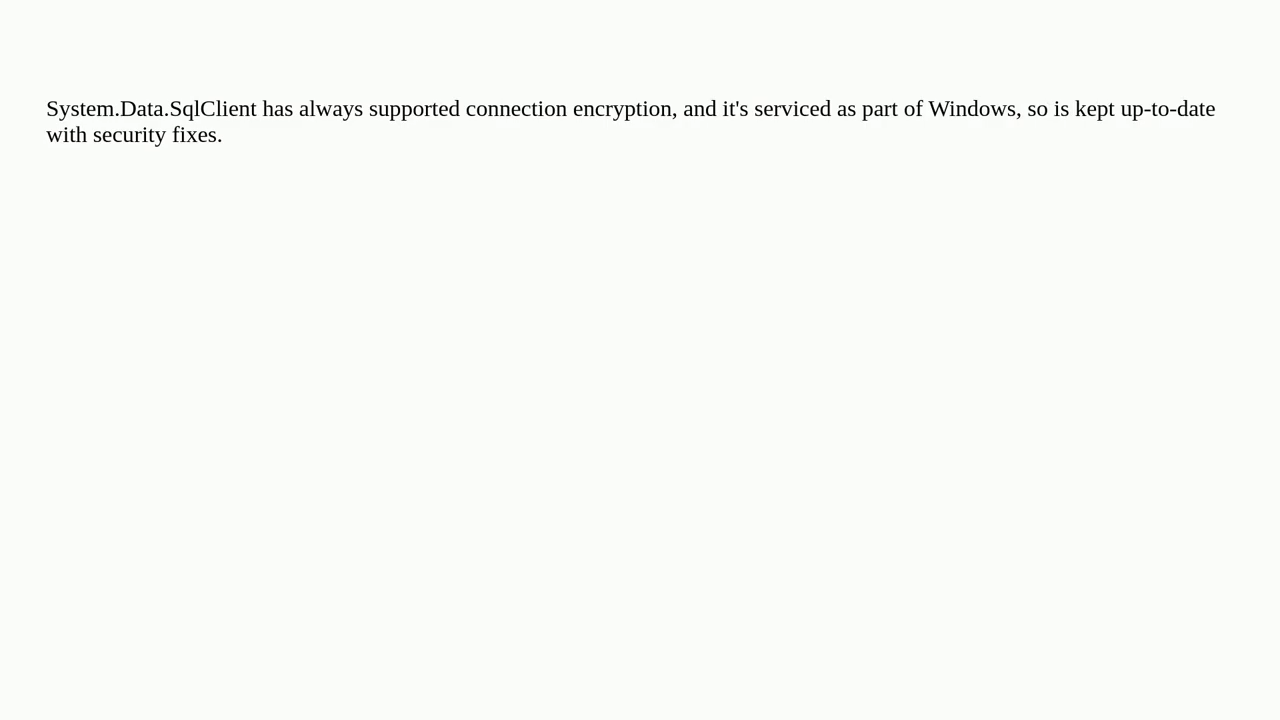 System.Data.SqlClient has always supported connection encryption, and it's serviced as part of Windows, so is kept up-to-date
with security fixes.